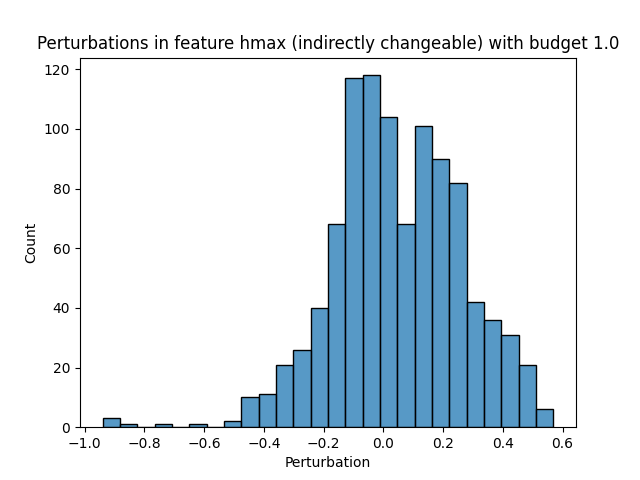 Perturbations in feature hmax (indirectly changeable) with budget 1.0
120
100
80
60
40
20
0
Count
−1.0 −0.8 −0.6 −0.4 −0.2 0.0 0.2 0.4 0.6
Perturbation